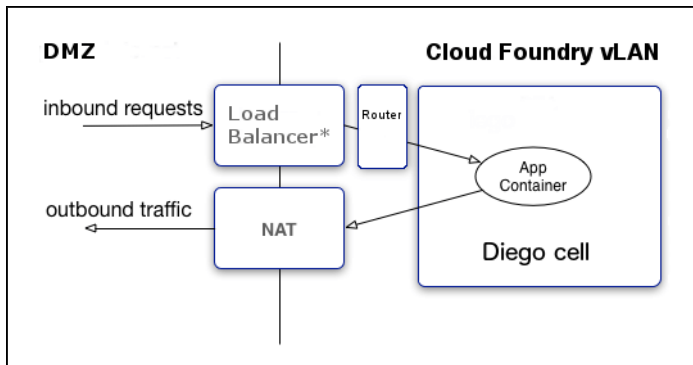 DMZ
Cloud Foundry vLAN
inbound requests
Load
Balancer*
Router
App
Container
outbound traffic
NAT
Diego cell